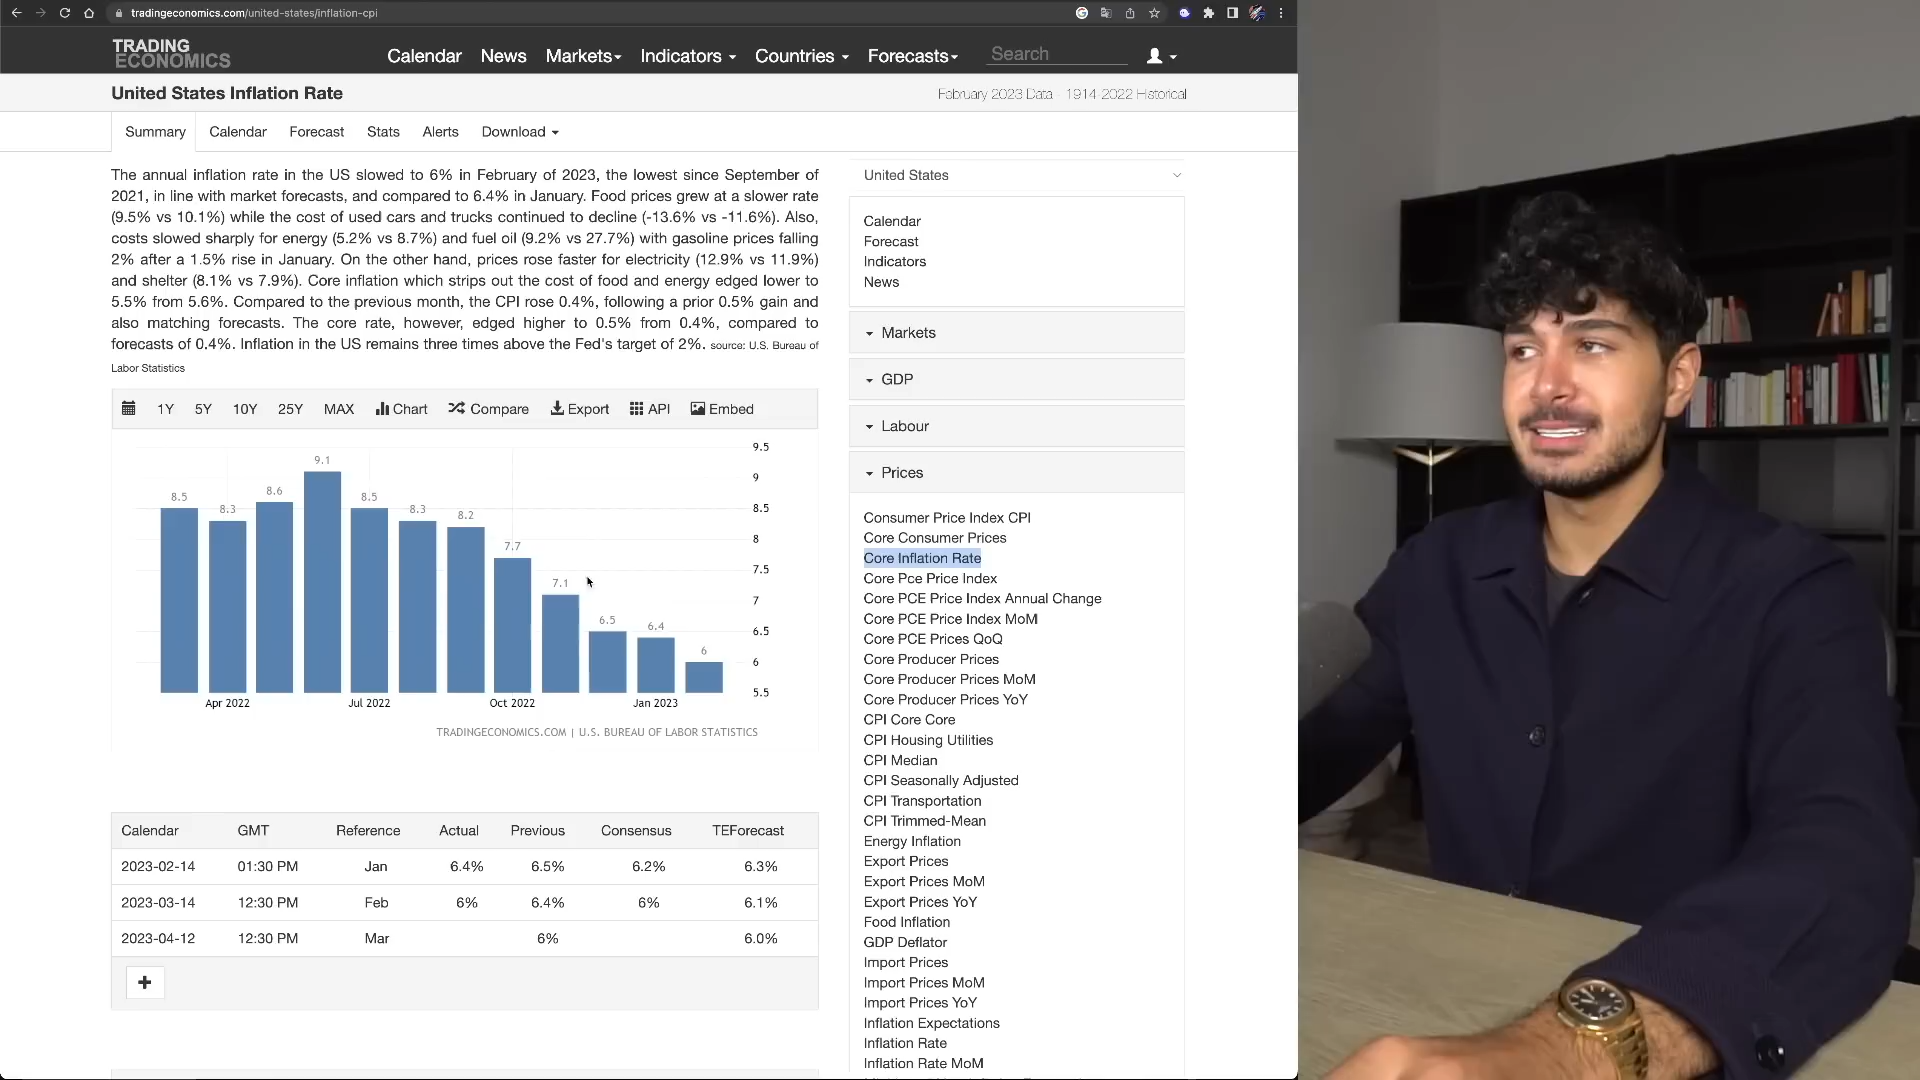 tradingeconomics.com/united-states/inflation-cpi
TRADING
ECONOMICS
Calendar News Markets Indicators Countries Forecasts Search
United States Inflation Rate
February 2023 Data - 1914-2022 Historical
Summary Calendar Forecast Stats Alerts Download
The annual inflation rate in the US slowed to 6% in February of 2023, the lowest since September of
2021, in line with market forecasts, and compared to 6.4% in January. Food prices grew at a slower rate
(9.5% vs 10.1%) while the cost of used cars and trucks continued to decline (-13.6% vs -11.6%). Also,
costs slowed sharply for energy (5.2% vs 8.7%) and fuel oil (9.2% vs 27.7%) with gasoline prices falling
2% after a 1.5% rise in January. On the other hand, prices rose faster for electricity (12.9% vs 11.9%)
and shelter (8.1% vs 7.9%). Core inflation which strips out the cost of food and energy edged lower to
5.5% from 5.6%. Compared to the previous month, the CPI rose 0.4%, following a prior 0.5% gain and
also matching forecasts. The core rate, however, edged higher to 0.5% from 0.4%, compared to
forecasts of 0.4%. Inflation in the US remains three times above the Fed's target of 2%. source: U.S. Bureau of
Labor Statistics
1Y 5Y 10Y 25Y MAX Chart Compare Export API Embed
9.5
9.1
9
8.5 8.3 8.6 8.5 8.3 8.2 8.5
8
7.7
7.5
7.1
7
6.5 6.4 6.5
6 6
5.5
Apr 2022 Jul 2022 Oct 2022 Jan 2023
TRADINGECONOMICS.COM | U.S. BUREAU OF LABOR STATISTICS
Calendar GMT Reference Actual Previous Consensus TEForecast
2023-02-14 01:30 PM Jan 6.4% 6.5% 6.2% 6.3%
2023-03-14 12:30 PM Feb 6% 6.4% 6% 6.1%
2023-04-12 12:30 PM Mar 6% 6.0%
United States
Calendar
Forecast
Indicators
News
Markets
GDP
Labour
Prices
Consumer Price Index CPI
Core Consumer Prices
Core Inflation Rate
Core Pce Price Index
Core PCE Price Index Annual Change
Core PCE Price Index MoM
Core PCE Prices QoQ
Core Producer Prices
Core Producer Prices MoM
Core Producer Prices YoY
CPI Core Core
CPI Housing Utilities
CPI Median
CPI Seasonally Adjusted
CPI Transportation
CPI Trimmed-Mean
Energy Inflation
Export Prices
Export Prices MoM
Export Prices YoY
Food Inflation
GDP Deflator
Import Prices
Import Prices MoM
Import Prices YoY
Inflation Expectations
Inflation Rate
Inflation Rate MoM